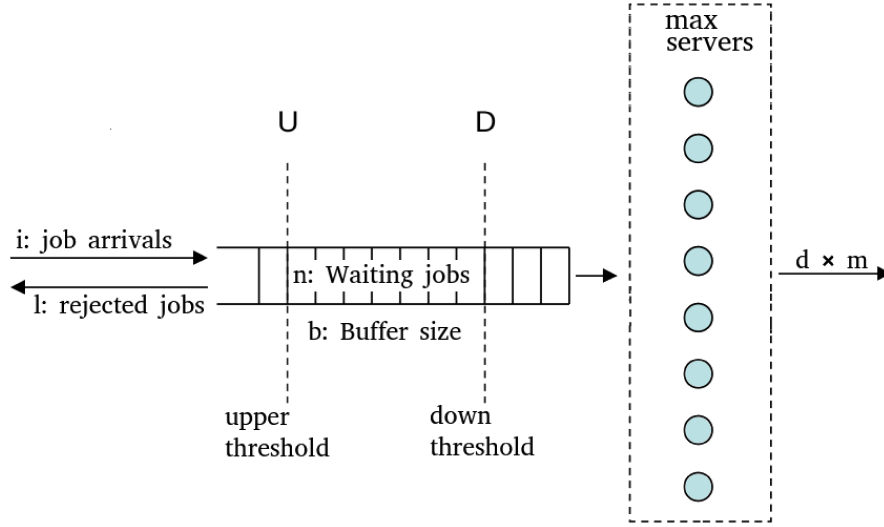 max
servers
U
D
i: job arrivals
n: Waiting jobs
d × m
l: rejected jobs
b: Buffer size
upper
threshold
down
threshold